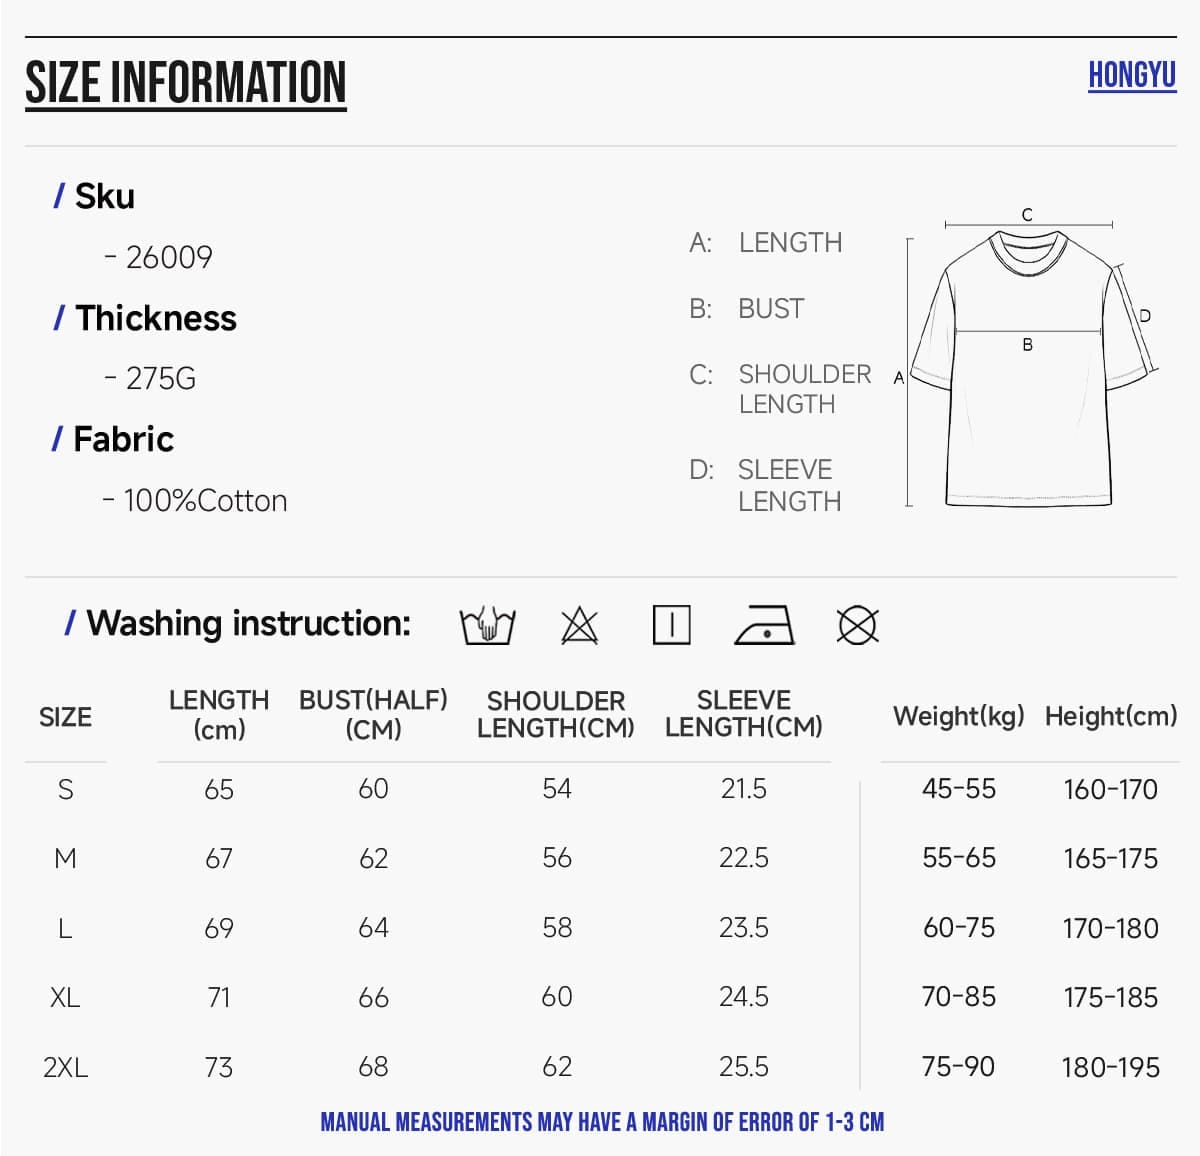 SIZE INFORMATION
HONGYU
/ Sku
- 26009
/ Thickness
- 275G
/ Fabric
- 100%Cotton
A: LENGTH
B: BUST
C: SHOULDER
LENGTH
D: SLEEVE
LENGTH
C
D
B
A
/ Washing instruction:
SIZE LENGTH (cm) BUST(HALF) (CM) SHOULDER LENGTH(CM) SLEEVE LENGTH(CM) Weight(kg) Height(cm)
S 65 60 54 21.5 45-55 160-170
M 67 62 56 22.5 55-65 165-175
L 69 64 58 23.5 60-75 170-180
XL 71 66 60 24.5 70-85 175-185
2XL 73 68 62 25.5 75-90 180-195
MANUAL MEASUREMENTS MAY HAVE A MARGIN OF ERROR OF 1-3 CM